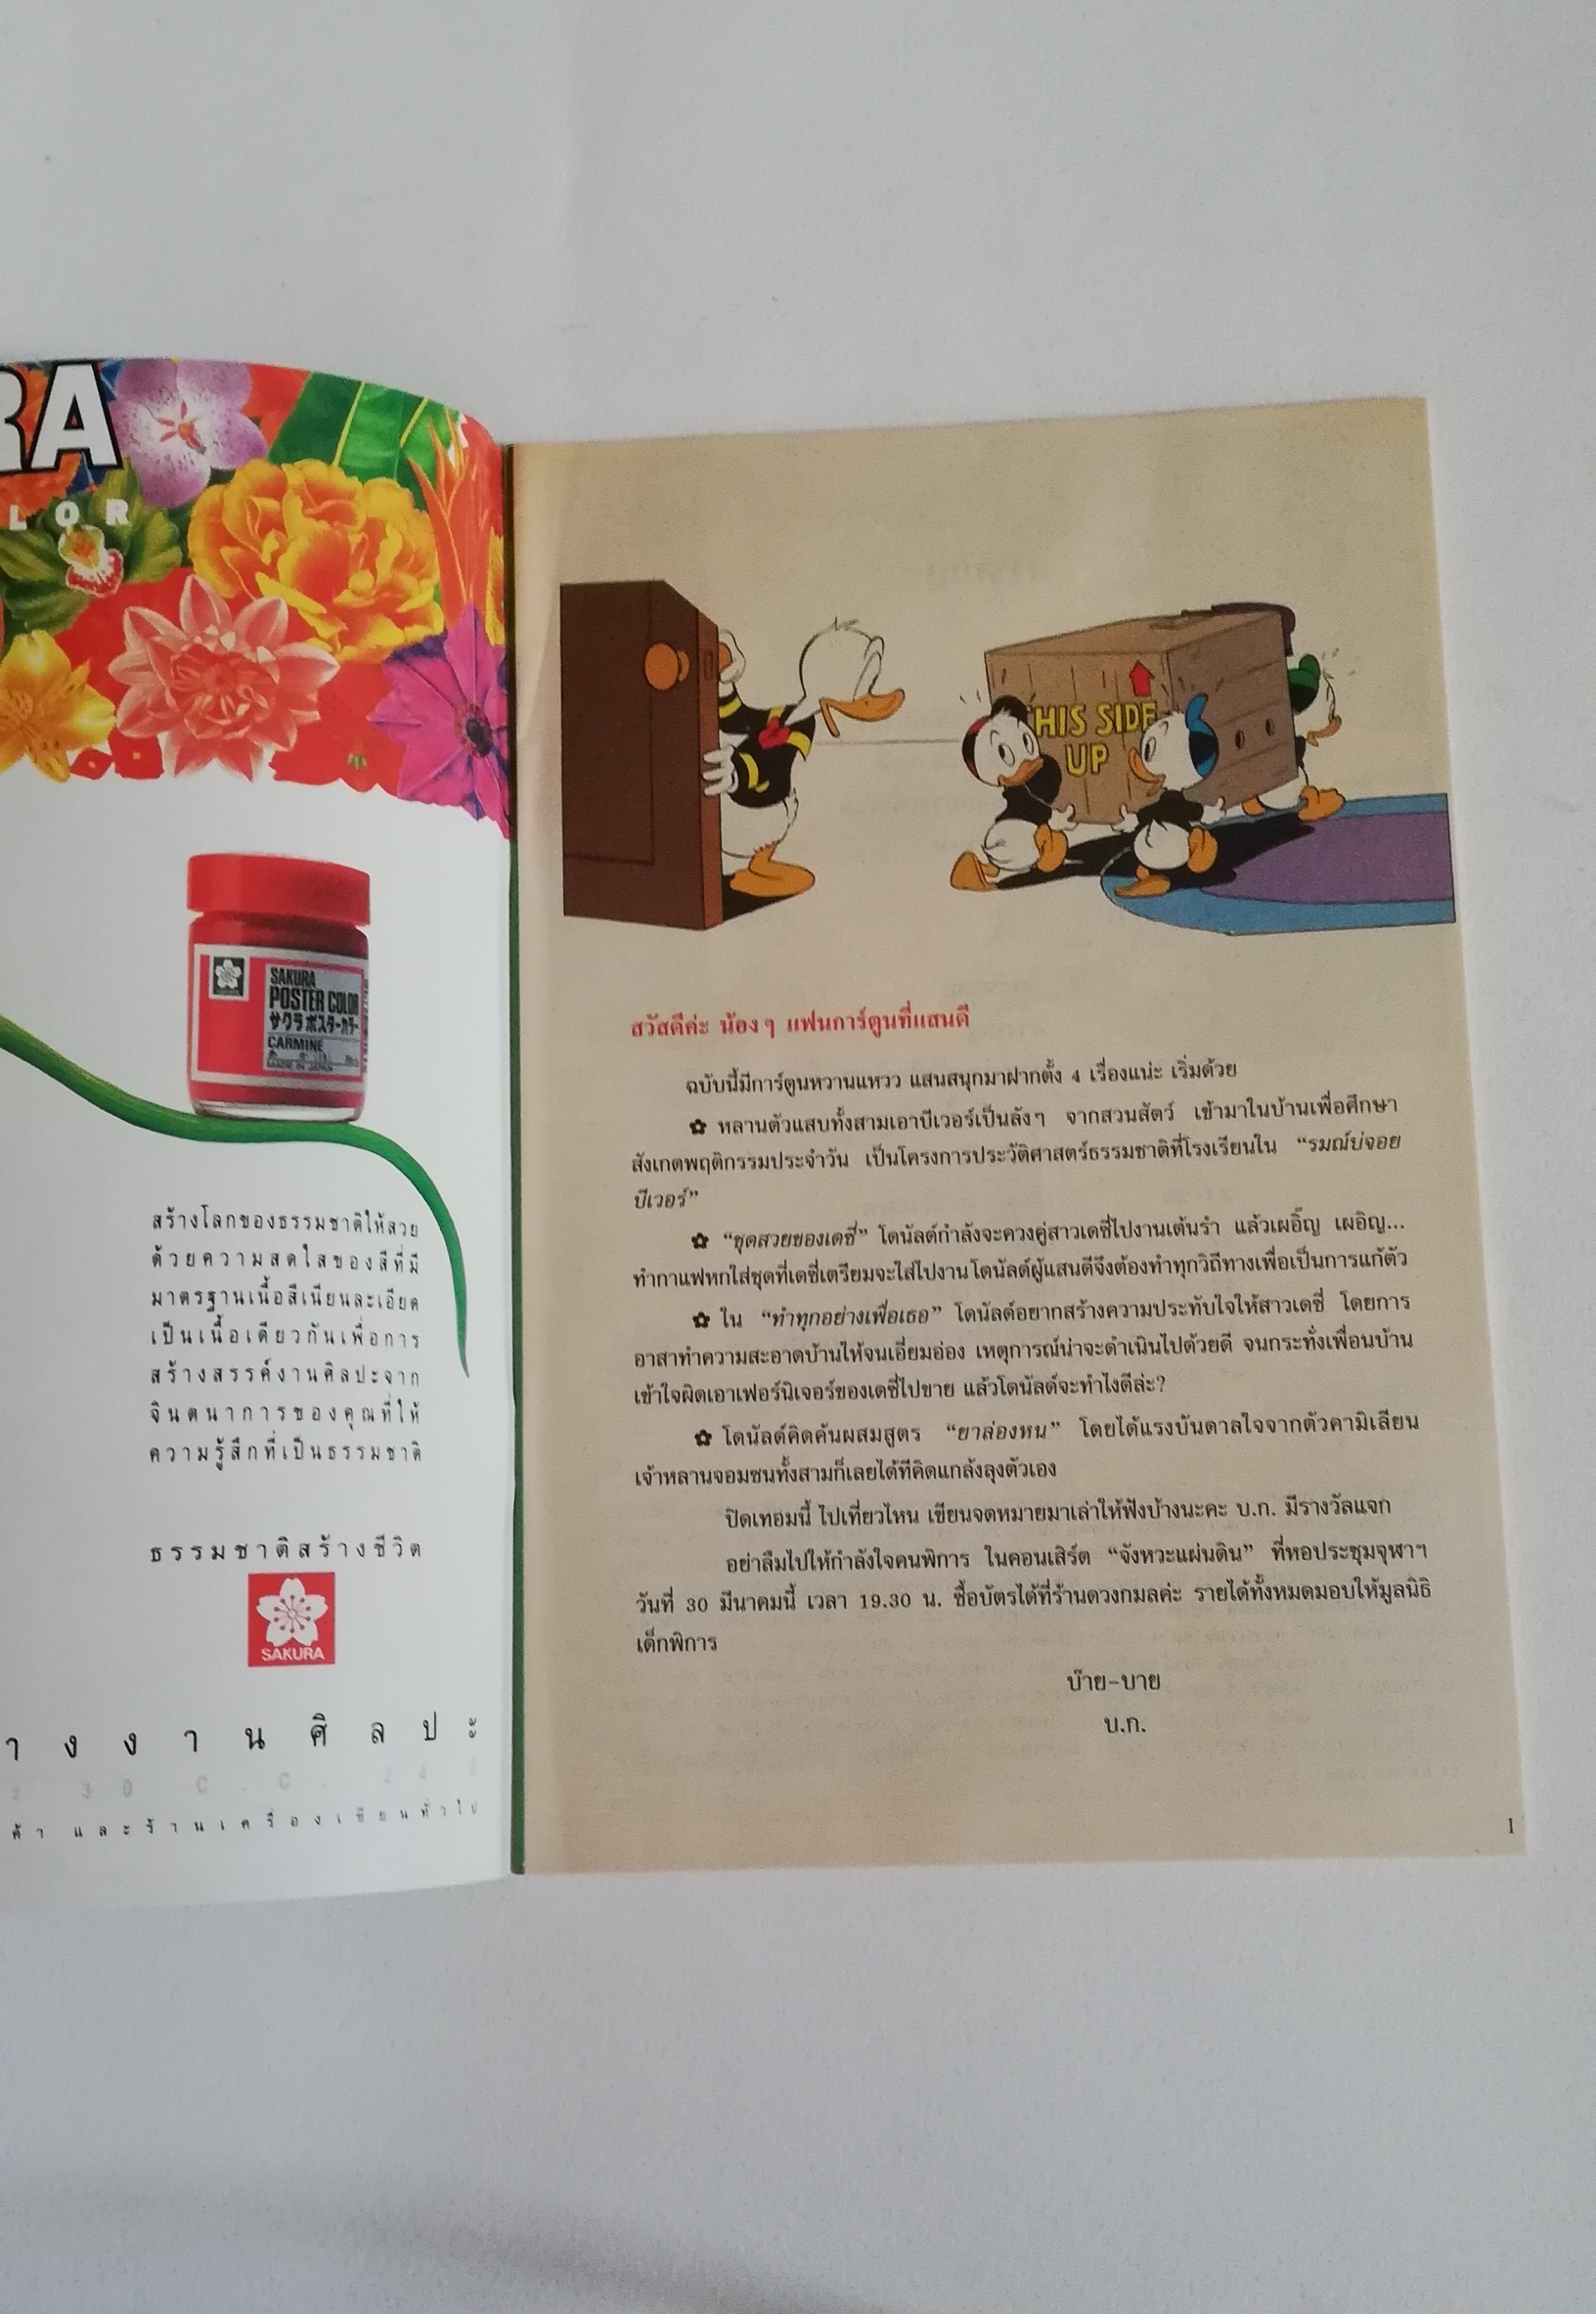 RA
LOR
SAKURA
POSTER COLOR
サクラポスターカラー
CARMINE
MADE IN JAPAN
สร้างโลกของธรรมชาติให้สวย
ด้วยความสดใสของสีที่มี
มาตรฐานเนื้อสีเนียนละเอียด
เป็นเนื้อเดียวกันเพื่อการ
สร้างสรรค์งานศิลปะจาก
จินตนาการของคุณที่ให้
ความรู้สึกที่เป็นธรรมชาติ
ธรรมชาติสร้างชีวิต
SAKURA
างงานศิลปะ
30 C.C. 24
ค้า และร้านเครื่องเขียนทั่วไป
HIS SIDE
UP
สวัสดีค่ะ น้องๆ แฟนการ์ตูนที่แสนดี
ฉบับนี้มีการ์ตูนหวานแหวว แสนสนุกมาฝากตั้ง 4 เรื่องแน่ะ เริ่มด้วย
✿ หลานตัวแสบทั้งสามเอาบีเวอร์เป็นลังๆ จากสวนสัตว์ เข้ามาในบ้านเพื่อศึกษา
สังเกตพฤติกรรมประจำวัน เป็นโครงการประวัติศาสตร์ธรรมชาติที่โรงเรียนใน “รมณ์บ่จอย
บีเวอร์”
✿ “ชุดสวยของเดซี่” โดนัลด์กำลังจะควงคู่สาวเดซี่ไปงานเต้นรำ แล้วเผอิ๊ญ เผอิญ...
ทำกาแฟหกใส่ชุดที่เดซี่เตรียมจะใส่ไปงาน โดนัลด์ผู้แสนดีจึงต้องทำทุกวิถีทางเพื่อเป็นการแก้ตัว
✿ ใน “ทำทุกอย่างเพื่อเธอ” โดนัลด์อยากสร้างความประทับใจให้สาวเดซี่ โดยการ
อาสาทำความสะอาดบ้านให้จนเอี่ยมอ่อง เหตุการณ์น่าจะดำเนินไปด้วยดี จนกระทั่งเพื่อนบ้าน
เข้าใจผิดเอาเฟอร์นิเจอร์ของเดซี่ไปขาย แล้วโดนัลด์จะทำไงดีล่ะ?
✿ โดนัลด์คิดค้นผสมสูตร “ยาล่องหน” โดยได้แรงบันดาลใจจากตัวคามิเลียน
เจ้าหลานจอมซนทั้งสามก็เลยได้ทีคิดแกล้งลุงตัวเอง
ปิดเทอมนี้ ไปเที่ยวไหน เขียนจดหมายมาเล่าให้ฟังบ้างนะคะ บ.ก. มีรางวัลแจก
อย่าลืมไปให้กำลังใจคนพิการ ในคอนเสิร์ต “จังหวะแผ่นดิน” ที่หอประชุมจุฬาฯ
วันที่ 30 มีนาคมนี้ เวลา 19.30 น. ซื้อบัตรได้ที่ร้านดวงกมลค่ะ รายได้ทั้งหมดมอบให้มูลนิธิ
เด็กพิการ
บ๊าย-บาย
บ.ก.
1